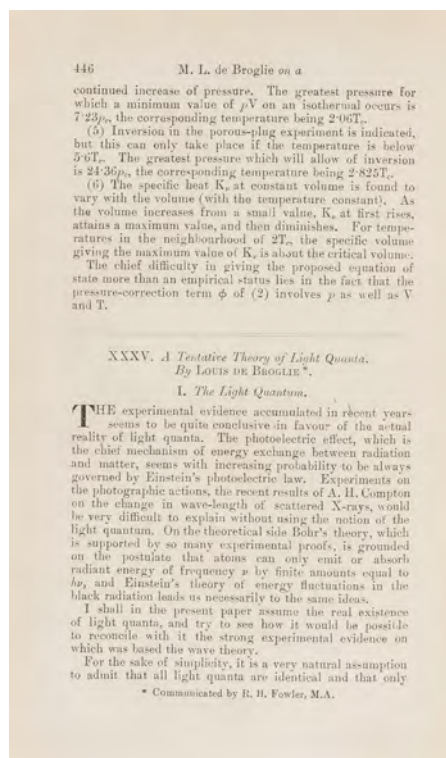 446 M. L. de Broglie on a
continued increase of pressure. The greatest pressure for
which a minimum value of pV on an isothermal occurs is
7·23pc, the corresponding temperature being 2·06Tc.
(5) Inversion in the porous-plug experiment is indicated,
but this can only take place if the temperature is below
5·6Tc. The greatest pressure which will allow of inversion
is 24·36pc, the corresponding temperature being 2·825Tc.
(6) The specific heat Kv at constant volume is found to
vary with the volume (with the temperature constant). As
the volume increases from a small value, Kv at first rises,
attains a maximum value, and then diminishes. For tempe-
ratures in the neighbourhood of 2Tc, the specific volume
giving the maximum value of Kv is about the critical volume.
The chief difficulty in giving the proposed equation of
state more than an empirical status lies in the fact that the
pressure-correction term ϕ of (2) involves p as well as V
and T.
XXXV. A Tentative Theory of Light Quanta.
By LOUIS DE BROGLIE *.
I. The Light Quantum.
THE experimental evidence accumulated in recent years
seems to be quite conclusive in favour of the actual
reality of light quanta. The photoelectric effect, which is
the chief mechanism of energy exchange between radiation
and matter, seems with increasing probability to be always
governed by Einstein's photoelectric law. Experiments on
the photographic actions, the recent results of A. H. Compton
on the change in wave-length of scattered X-rays, would
be very difficult to explain without using the notion of the
light quantum. On the theoretical side Bohr's theory, which
is supported by so many experimental proofs, is grounded
on the postulate that atoms can only emit or absorb
radiant energy of frequency ν by finite amounts equal to
hν, and Einstein's theory of energy fluctuations in the
black radiation leads us necessarily to the same ideas.
I shall in the present paper assume the real existence
of light quanta, and try to see how it would be possible
to reconcile with it the strong experimental evidence on
which was based the wave theory.
For the sake of simplicity, it is a very natural assumption
to admit that all light quanta are identical and that only
* Communicated by R. H. Fowler, M.A.